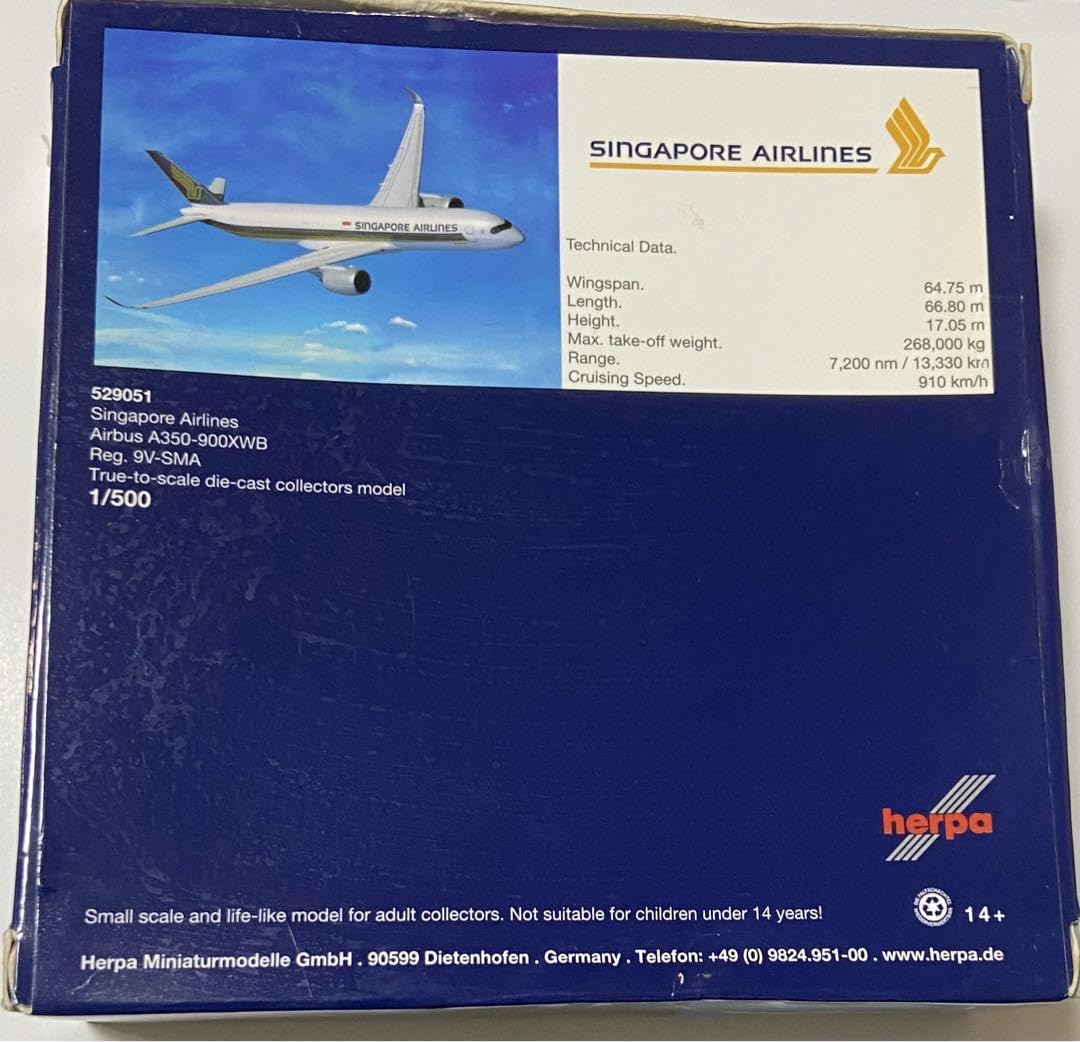 SINGAPORE AIRLINES
SINGAPORE AIRLINES
Technical Data.
Wingspan. 64.75 m
Length. 66.80 m
Height. 17.05 m
Max. take-off weight. 268,000 kg
Range. 7,200 nm / 13,330 km
Cruising Speed. 910 km/h
529051
Singapore Airlines
Airbus A350-900XWB
Reg. 9V-SMA
True-to-scale die-cast collectors model
1/500
herpa
Small scale and life-like model for adult collectors. Not suitable for children under 14 years!
14+
Herpa Miniaturmodelle GmbH . 90599 Dietenhofen . Germany . Telefon: +49 (0) 9824.951-00 . www.herpa.de